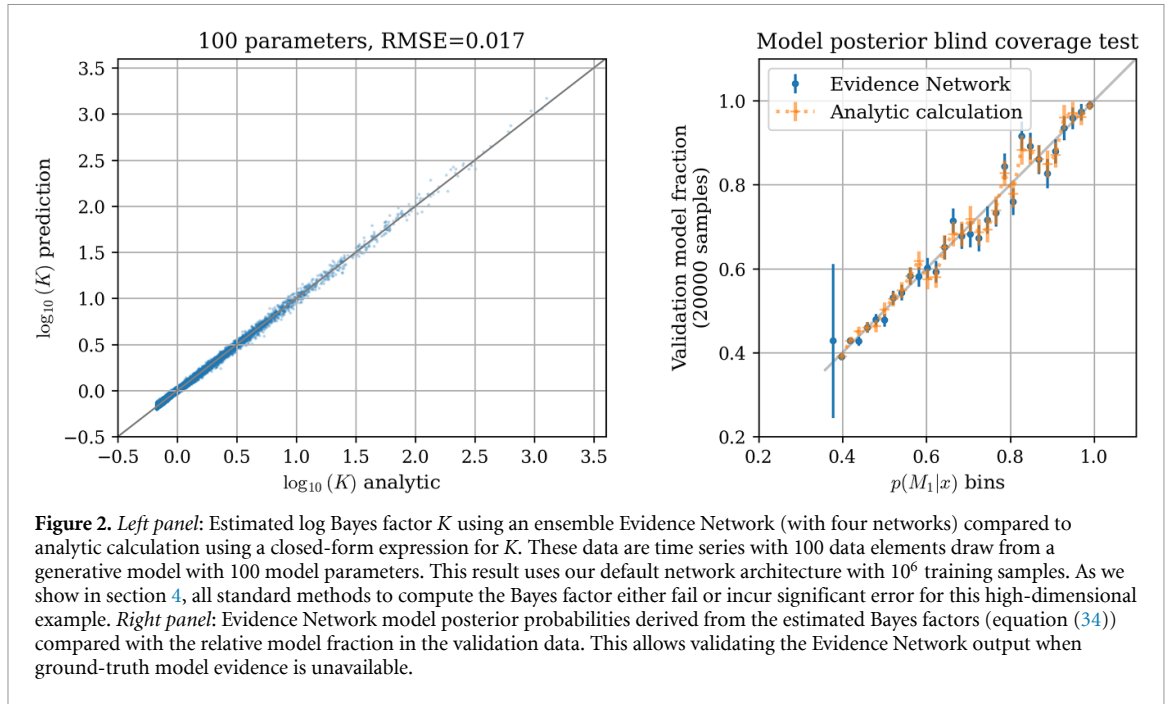 100 parameters, RMSE=0.017
3.5
3.0
2.5
2.0
1.5
1.0
0.5
0.0
−0.5
log10 (K) prediction
−0.5 0.0 0.5 1.0 1.5 2.0 2.5 3.0 3.5
log10 (K) analytic
Model posterior blind coverage test
Evidence Network
Analytic calculation
1.0
0.8
0.6
0.4
0.2
Validation model fraction
(20000 samples)
0.2 0.4 0.6 0.8 1.0
p(M1|x) bins
Figure 2. Left panel: Estimated log Bayes factor K using an ensemble Evidence Network (with four networks) compared to
analytic calculation using a closed-form expression for K. These data are time series with 100 data elements draw from a
generative model with 100 model parameters. This result uses our default network architecture with 10⁶ training samples. As we
show in section 4, all standard methods to compute the Bayes factor either fail or incur significant error for this high-dimensional
example. Right panel: Evidence Network model posterior probabilities derived from the estimated Bayes factors (equation (34))
compared with the relative model fraction in the validation data. This allows validating the Evidence Network output when
ground-truth model evidence is unavailable.